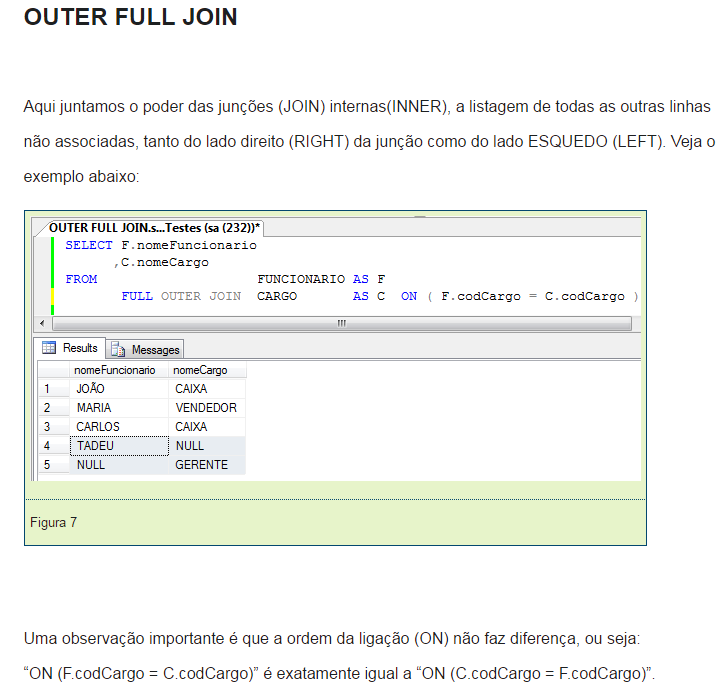 OUTER FULL JOIN
Aqui juntamos o poder das junções (JOIN) internas(INNER), a listagem de todas as outras linhas
não associadas, tanto do lado direito (RIGHT) da junção como do lado ESQUEDO (LEFT). Veja o
exemplo abaixo:
OUTER FULL JOIN.s...Testes (sa (232))*
SELECT F.nomeFuncionario
,C.nomeCargo
FROM FUNCIONARIO AS F
FULL OUTER JOIN CARGO AS C ON ( F.codCargo = C.codCargo )
Results Messages
nomeFuncionario nomeCargo
1 JOÃO CAIXA
2 MARIA VENDEDOR
3 CARLOS CAIXA
4 TADEU NULL
5 NULL GERENTE
Figura 7
Uma observação importante é que a ordem da ligação (ON) não faz diferença, ou seja:
“ON (F.codCargo = C.codCargo)” é exatamente igual a “ON (C.codCargo = F.codCargo)”.